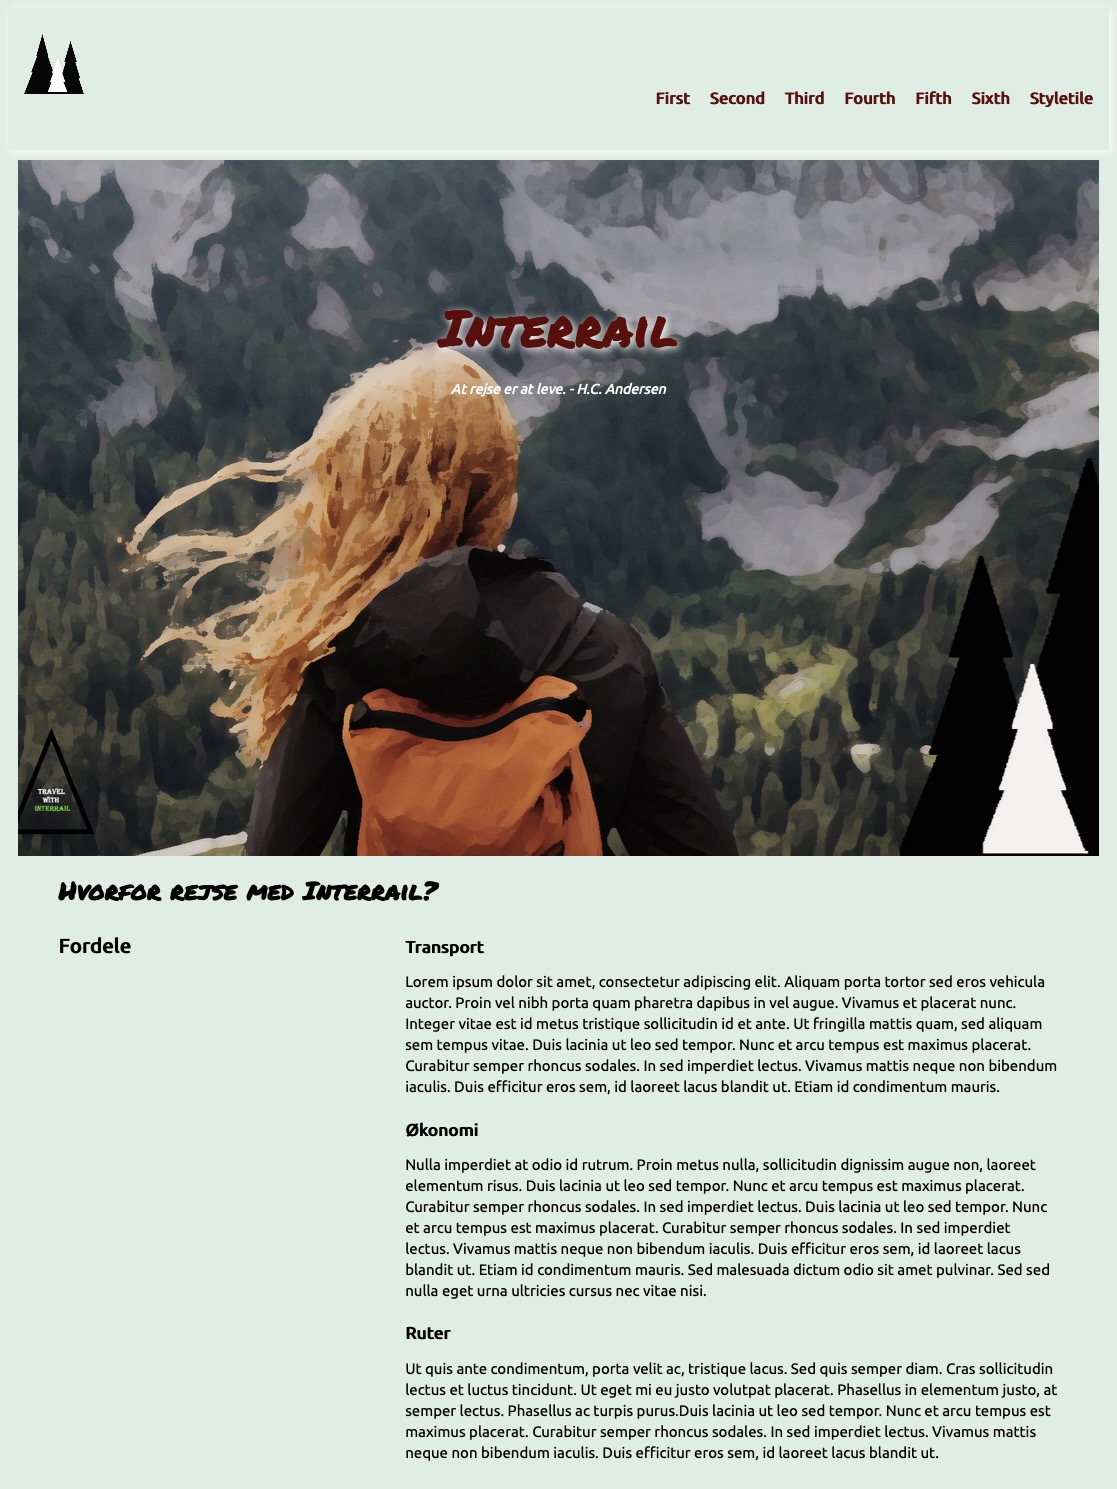 First Second Third Fourth Fifth Sixth Styletile
Interrail
At rejse er at leve. - H.C. Andersen
TRAVEL
WITH
INTERRAIL
Hvorfor rejse med Interrail?
Fordele
Transport
Lorem ipsum dolor sit amet, consectetur adipiscing elit. Aliquam porta tortor sed eros vehicula
auctor. Proin vel nibh porta quam pharetra dapibus in vel augue. Vivamus et placerat nunc.
Integer vitae est id metus tristique sollicitudin id et ante. Ut fringilla mattis quam, sed aliquam
sem tempus vitae. Duis lacinia ut leo sed tempor. Nunc et arcu tempus est maximus placerat.
Curabitur semper rhoncus sodales. In sed imperdiet lectus. Vivamus mattis neque non bibendum
iaculis. Duis efficitur eros sem, id laoreet lacus blandit ut. Etiam id condimentum mauris.
Økonomi
Nulla imperdiet at odio id rutrum. Proin metus nulla, sollicitudin dignissim augue non, laoreet
elementum risus. Duis lacinia ut leo sed tempor. Nunc et arcu tempus est maximus placerat.
Curabitur semper rhoncus sodales. In sed imperdiet lectus. Duis lacinia ut leo sed tempor. Nunc
et arcu tempus est maximus placerat. Curabitur semper rhoncus sodales. In sed imperdiet
lectus. Vivamus mattis neque non bibendum iaculis. Duis efficitur eros sem, id laoreet lacus
blandit ut. Etiam id condimentum mauris. Sed malesuada dictum odio sit amet pulvinar. Sed sed
nulla eget urna ultricies cursus nec vitae nisi.
Ruter
Ut quis ante condimentum, porta velit ac, tristique lacus. Sed quis semper diam. Cras sollicitudin
lectus et luctus tincidunt. Ut eget mi eu justo volutpat placerat. Phasellus in elementum justo, at
semper lectus. Phasellus ac turpis purus.Duis lacinia ut leo sed tempor. Nunc et arcu tempus est
maximus placerat. Curabitur semper rhoncus sodales. In sed imperdiet lectus. Vivamus mattis
neque non bibendum iaculis. Duis efficitur eros sem, id laoreet lacus blandit ut.